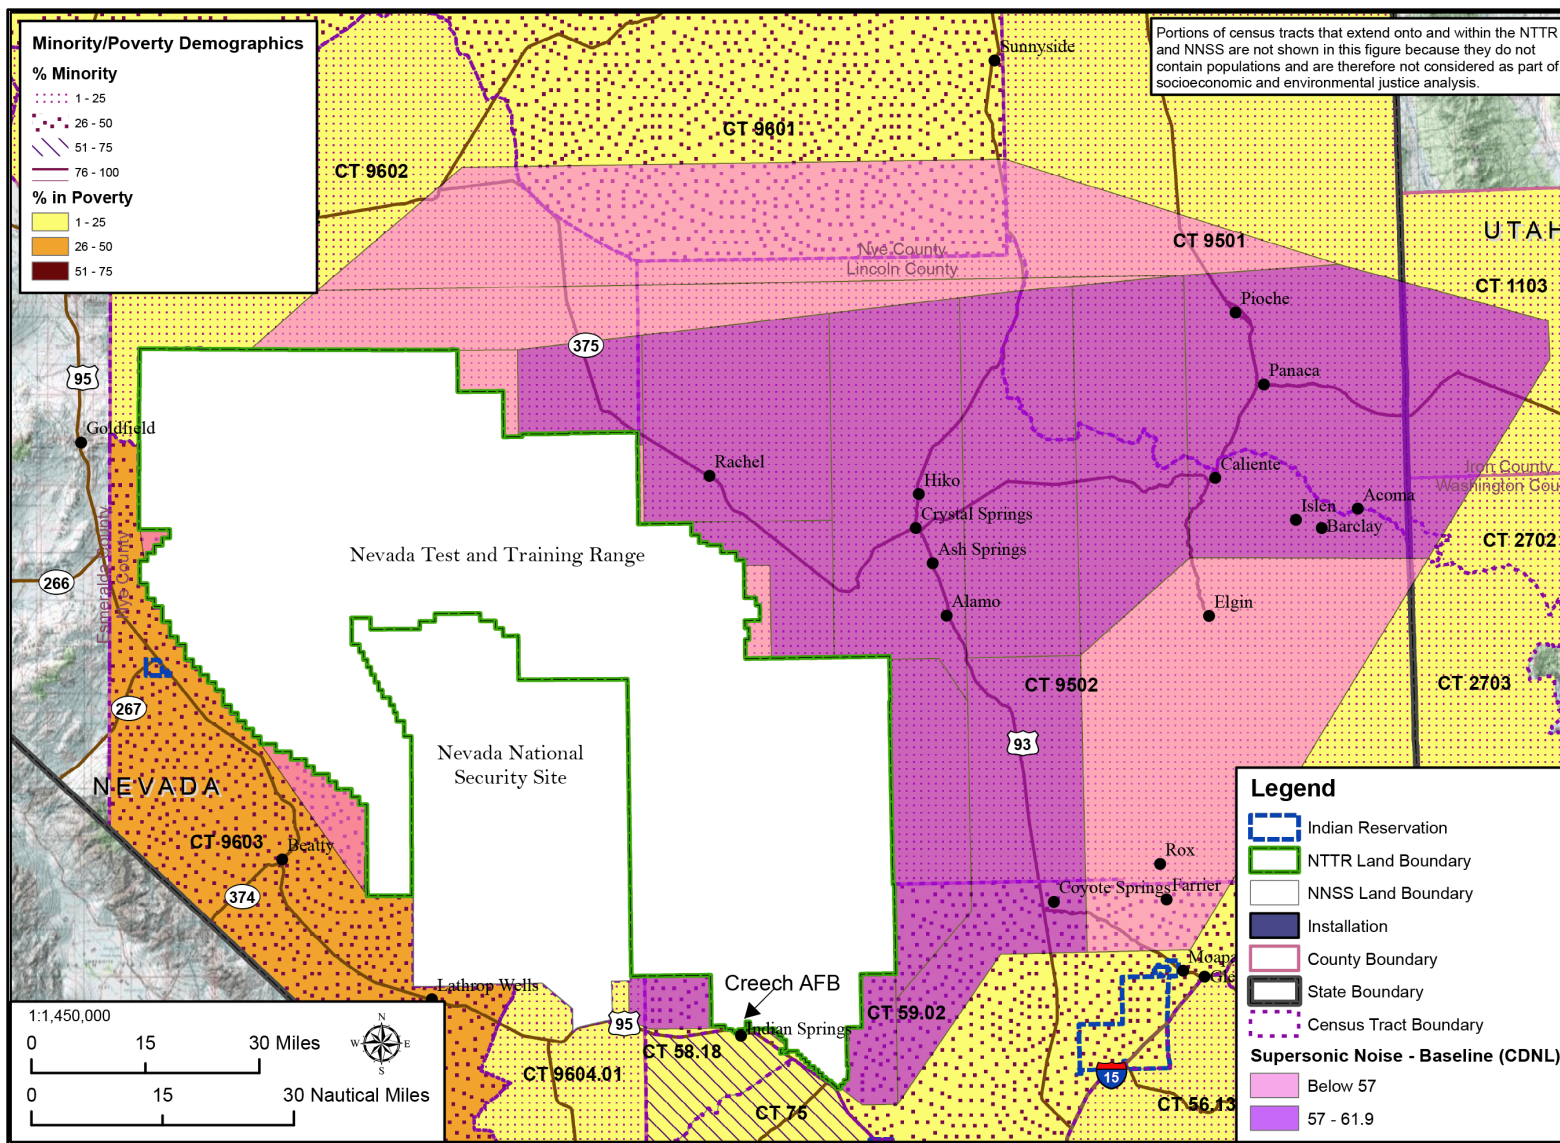 Minority/Poverty Demographics
% Minority
1 - 25
26 - 50
51 - 75
76 - 100
% in Poverty
1 - 25
26 - 50
51 - 75
Portions of census tracts that extend onto and within the NTTR
and NNSS are not shown in this figure because they do not
contain populations and are therefore not considered as part of
socioeconomic and environmental justice analysis.
Sunnyside
CT 9601
CT 9602
CT 9501
UTAH
Nye County
Lincoln County
CT 1103
Pioche
375
95
Panaca
Goldfield
Rachel
Caliente
Iron County
Washington Cou
Hiko
Acoma
Islen
Crystal Springs
Barclay
Nevada Test and Training Range
CT 2702
Ash Springs
266
Esmeralda County
Nye County
Alamo
Elgin
CT 9502
CT 2703
267
93
Nevada National
Security Site
NEVADA
CT 9603
Beatty
374
Rox
Coyote Springs
Farrier
Moapa
Gle
Lathrop Wells
Creech AFB
95
Indian Springs
CT 59.02
CT 58.18
CT 9604.01
15
CT 75
CT 56.13
1:1,450,000
N
W
E
S
0 15 30 Miles
0 15 30 Nautical Miles
Legend
Indian Reservation
NTTR Land Boundary
NNSS Land Boundary
Installation
County Boundary
State Boundary
Census Tract Boundary
Supersonic Noise - Baseline (CDNL)
Below 57
57 - 61.9